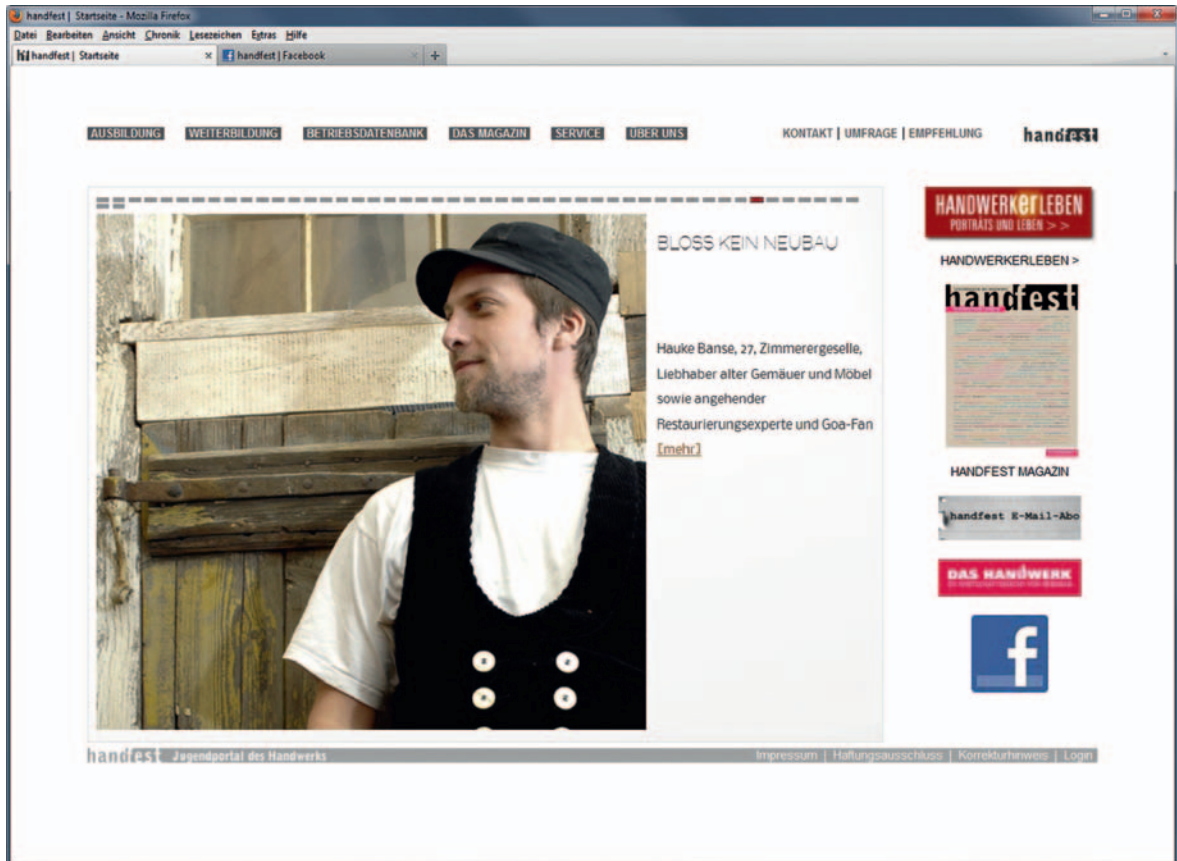 handfest | Startseite - Mozilla Firefox
Datei Bearbeiten Ansicht Chronik Lesezeichen Extras Hilfe
handfest | Startseite
handfest | Facebook
AUSBILDUNG WEITERBILDUNG BETRIEBSDATENBANK DAS MAGAZIN SERVICE ÜBER UNS
KONTAKT | UMFRAGE | EMPFEHLUNG
handfest
BLOSS KEIN NEUBAU
Hauke Banse, 27, Zimmerergeselle,
Liebhaber alter Gemäuer und Möbel
sowie angehender
Restaurierungsexperte und Goa-Fan
[mehr]
HANDWERKerLEBEN
PORTRÄTS UND LEBEN > >
HANDWERKERLEBEN >
handfest
HANDFEST MAGAZIN
handfest E-Mail-Abo
DAS HANDWERK
f
handfest Jugendportal des Handwerks
Impressum | Haftungsausschluss | Korrekturhinweis | Login